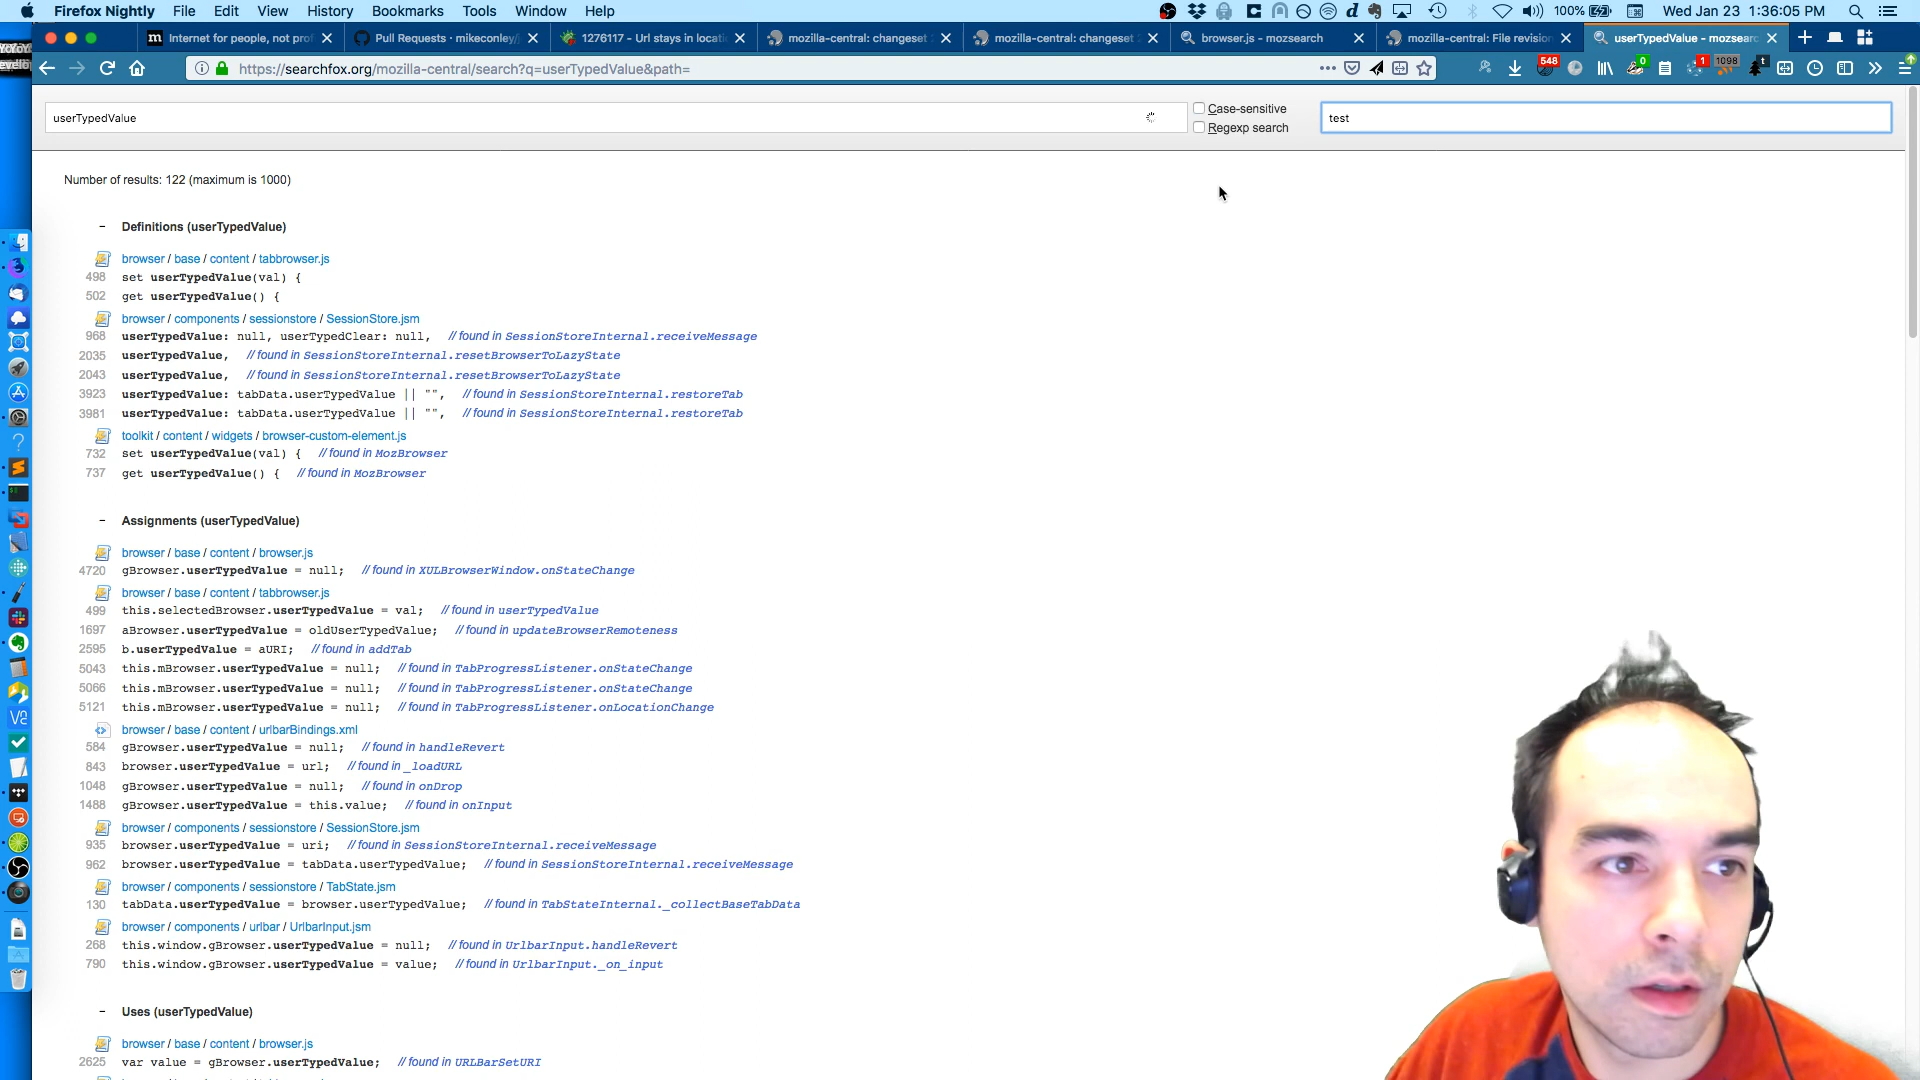 Firefox Nightly File Edit View History Bookmarks Tools Window Help 100% Wed Jan 23 1:36:05 PM
Internet for people, not prof Pull Requests · mikeconley/ 1276117 - Url stays in locati mozilla-central: changeset mozilla-central: changeset browser.js - mozsearch mozilla-central: File revision userTypedValue - mozsearc
https://searchfox.org/mozilla-central/search?q=userTypedValue&path= 548 0 1 1098 t
userTypedValue Case-sensitive test
Regexp search
Number of results: 122 (maximum is 1000)
− Definitions (userTypedValue)
browser / base / content / tabbrowser.js
498 set userTypedValue(val) {
502 get userTypedValue() {
browser / components / sessionstore / SessionStore.jsm
968 userTypedValue: null, userTypedClear: null, // found in SessionStoreInternal.receiveMessage
2035 userTypedValue, // found in SessionStoreInternal.resetBrowserToLazyState
2043 userTypedValue, // found in SessionStoreInternal.resetBrowserToLazyState
3923 userTypedValue: tabData.userTypedValue || "", // found in SessionStoreInternal.restoreTab
3981 userTypedValue: tabData.userTypedValue || "", // found in SessionStoreInternal.restoreTab
toolkit / content / widgets / browser-custom-element.js
732 set userTypedValue(val) { // found in MozBrowser
737 get userTypedValue() { // found in MozBrowser
− Assignments (userTypedValue)
browser / base / content / browser.js
4720 gBrowser.userTypedValue = null; // found in XULBrowserWindow.onStateChange
browser / base / content / tabbrowser.js
499 this.selectedBrowser.userTypedValue = val; // found in userTypedValue
1697 aBrowser.userTypedValue = oldUserTypedValue; // found in updateBrowserRemoteness
2595 b.userTypedValue = aURI; // found in addTab
5043 this.mBrowser.userTypedValue = null; // found in TabProgressListener.onStateChange
5066 this.mBrowser.userTypedValue = null; // found in TabProgressListener.onStateChange
5121 this.mBrowser.userTypedValue = null; // found in TabProgressListener.onLocationChange
browser / base / content / urlbarBindings.xml
584 gBrowser.userTypedValue = null; // found in handleRevert
843 browser.userTypedValue = url; // found in _loadURL
1048 gBrowser.userTypedValue = null; // found in onDrop
1488 gBrowser.userTypedValue = this.value; // found in onInput
browser / components / sessionstore / SessionStore.jsm
935 browser.userTypedValue = uri; // found in SessionStoreInternal.receiveMessage
962 browser.userTypedValue = tabData.userTypedValue; // found in SessionStoreInternal.receiveMessage
browser / components / sessionstore / TabState.jsm
130 tabData.userTypedValue = browser.userTypedValue; // found in TabStateInternal._collectBaseTabData
browser / components / urlbar / UrlbarInput.jsm
268 this.window.gBrowser.userTypedValue = null; // found in UrlbarInput.handleRevert
790 this.window.gBrowser.userTypedValue = value; // found in UrlbarInput._on_input
− Uses (userTypedValue)
browser / base / content / browser.js
2625 var value = gBrowser.userTypedValue; // found in URLBarSetURI